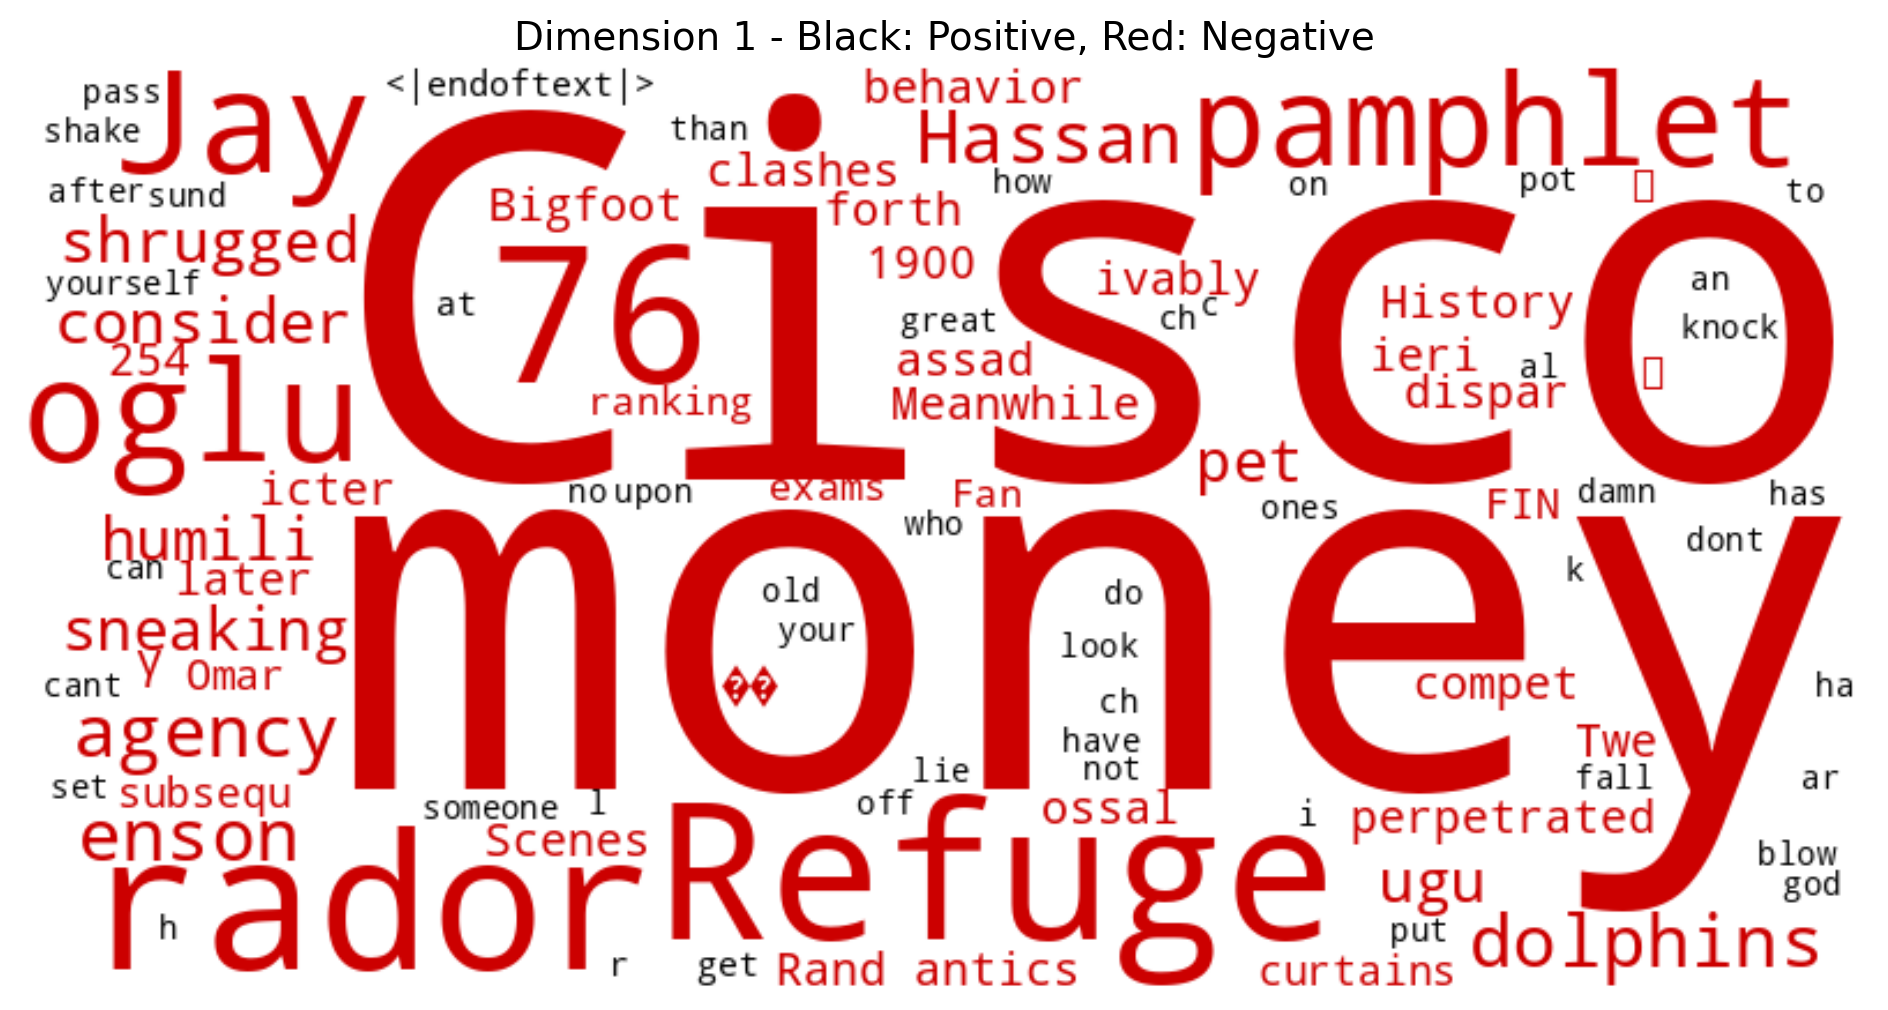 Dimension 1 - Black: Positive, Red: Negative
pass Jay <|endoftext|> behavior
shake than Hassan pamphlet
clashes
after sund Bigfoot forth how on pot to
shrugged Cisco
yourself 76 1900 ivably History an
consider at great ch c knock
254 assad ieri al
oglu ranking Meanwhile dispar
pet
icter no upon exams Fan ones FIN damn has
humili who dont
can later money k
old do
sneaking your look
y Omar
cant ch compet ha
agency have Twe
set subsequ lie not fall ar
someone l off ossal i perpetrated
enson Scenes blow
rador Refuge ugu god
h put dolphins
r get Rand antics curtains